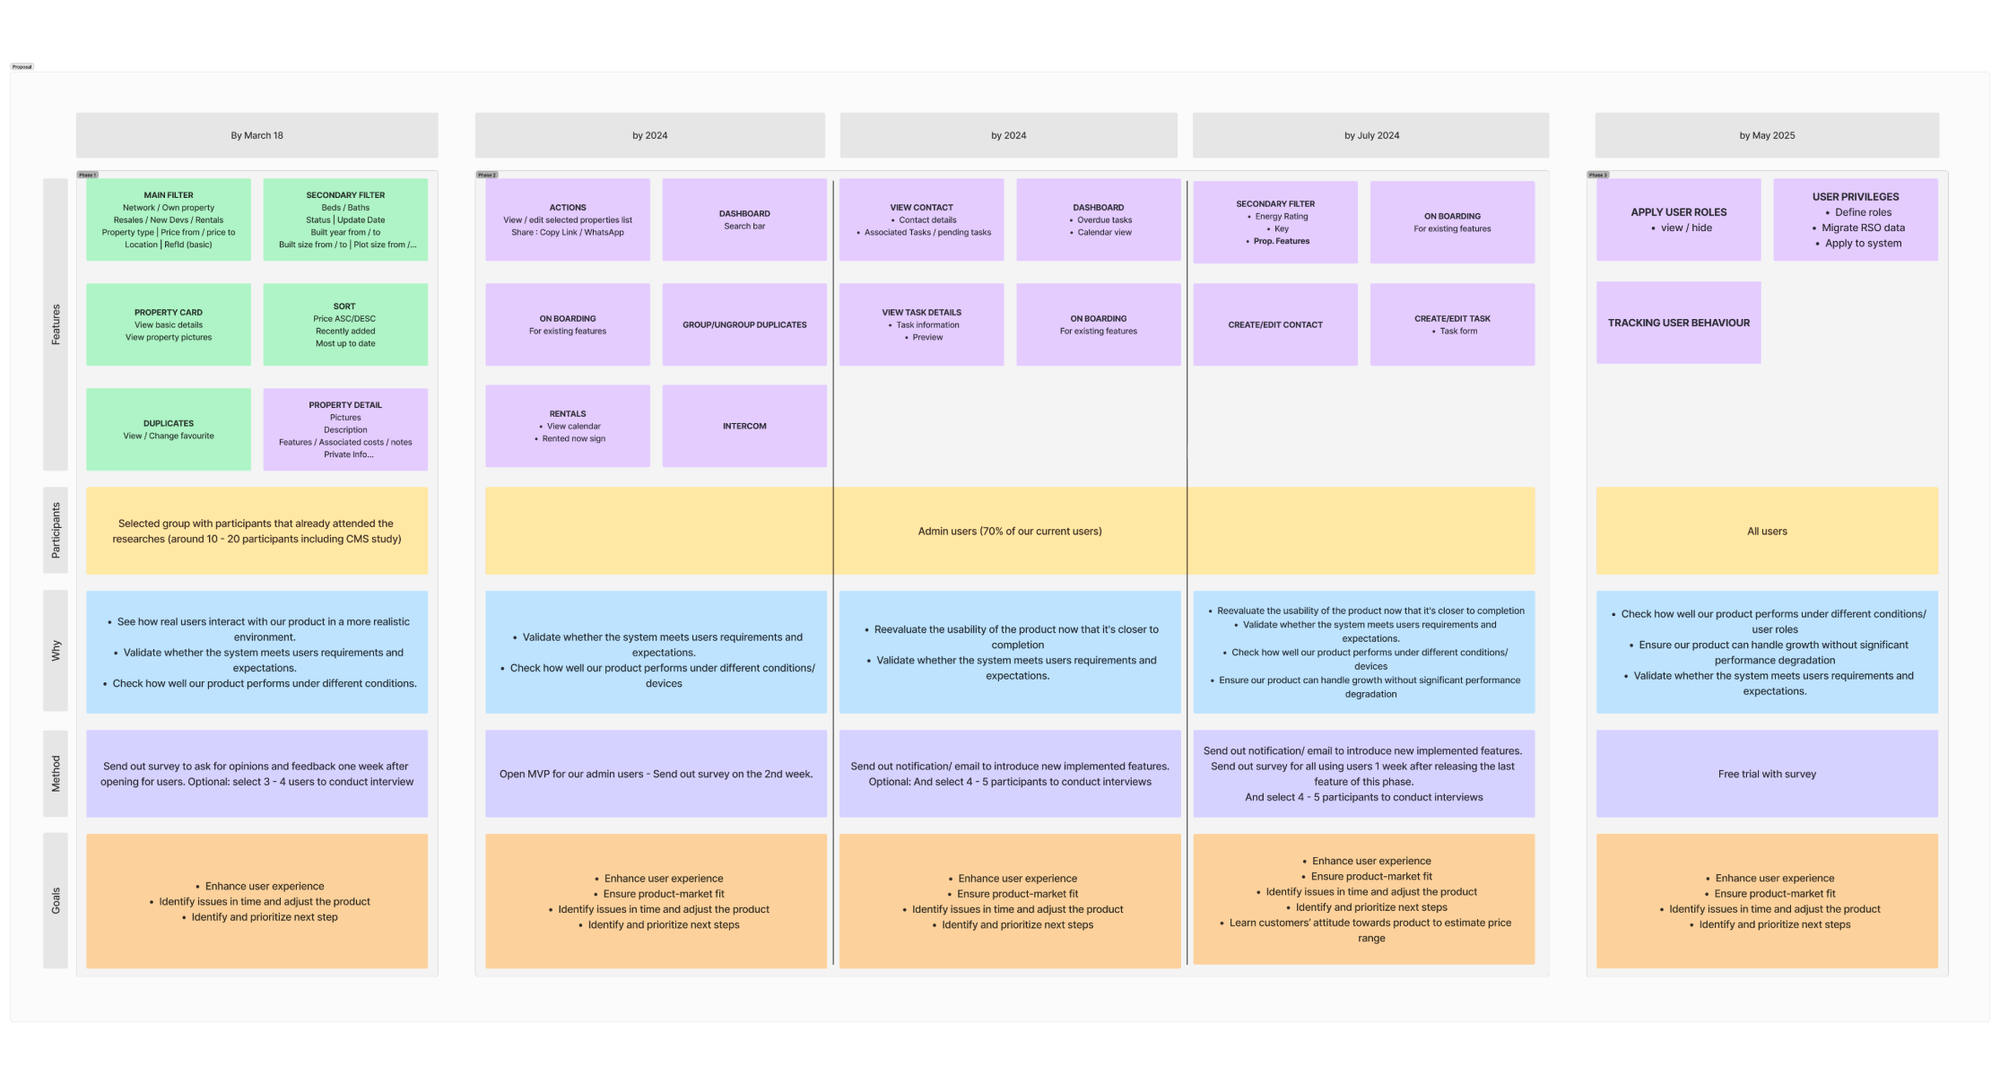 Proposal
By March 18
by 2024
by 2024
by July 2024
by May 2025
Phase 1
Phase 2
Phase 3
Features
MAIN FILTER
Network / Own property
Resales / New Devs / Rentals
Property type | Price from / price to
Location | RefId (basic)
SECONDARY FILTER
Beds / Baths
Status | Update Date
Built year from / to
Built size from / to | Plot size from /...
PROPERTY CARD
View basic details
View property pictures
SORT
Price ASC/DESC
Recently added
Most up to date
DUPLICATES
View / Change favourite
PROPERTY DETAIL
Pictures
Description
Features / Associated costs / notes
Private Info...
ACTIONS
View / edit selected properties list
Share : Copy Link / WhatsApp
DASHBOARD
Search bar
ON BOARDING
For existing features
GROUP/UNGROUP DUPLICATES
RENTALS
• View calendar
• Rented now sign
INTERCOM
VIEW CONTACT
• Contact details
• Associated Tasks / pending tasks
DASHBOARD
• Overdue tasks
• Calendar view
VIEW TASK DETAILS
• Task information
• Preview
ON BOARDING
For existing features
SECONDARY FILTER
• Energy Rating
• Key
• Prop. Features
ON BOARDING
For existing features
CREATE/EDIT CONTACT
CREATE/EDIT TASK
• Task form
APPLY USER ROLES
• view / hide
USER PRIVILEGES
• Define roles
• Migrate RSO data
• Apply to system
TRACKING USER BEHAVIOUR
Participants
Selected group with participants that already attended the
researches (around 10 - 20 participants including CMS study)
Admin users (70% of our current users)
All users
Why
• See how real users interact with our product in a more realistic
environment.
• Validate whether the system meets users requirements and
expectations.
• Check how well our product performs under different conditions.
• Validate whether the system meets users requirements and
expectations.
• Check how well our product performs under different conditions/
devices
• Reevaluate the usability of the product now that it's closer to
completion
• Validate whether the system meets users requirements and
expectations.
• Reevaluate the usability of the product now that it's closer to completion
• Validate whether the system meets users requirements and
expectations.
• Check how well our product performs under different conditions/
devices
• Ensure our product can handle growth without significant performance
degradation
• Check how well our product performs under different conditions/
user roles
• Ensure our product can handle growth without significant
performance degradation
• Validate whether the system meets users requirements and
expectations.
Method
Send out survey to ask for opinions and feedback one week after
opening for users. Optional: select 3 - 4 users to conduct interview
Open MVP for our admin users - Send out survey on the 2nd week.
Send out notification/ email to introduce new implemented features.
Optional: And select 4 - 5 participants to conduct interviews
Send out notification/ email to introduce new implemented features.
Send out survey for all using users 1 week after releasing the last
feature of this phase.
And select 4 - 5 participants to conduct interviews
Free trial with survey
Goals
• Enhance user experience
• Identify issues in time and adjust the product
• Identify and prioritize next step
• Enhance user experience
• Ensure product-market fit
• Identify issues in time and adjust the product
• Identify and prioritize next steps
• Enhance user experience
• Ensure product-market fit
• Identify issues in time and adjust the product
• Identify and prioritize next steps
• Enhance user experience
• Ensure product-market fit
• Identify issues in time and adjust the product
• Identify and prioritize next steps
• Learn customers' attitude towards product to estimate price
range
• Enhance user experience
• Ensure product-market fit
• Identify issues in time and adjust the product
• Identify and prioritize next steps